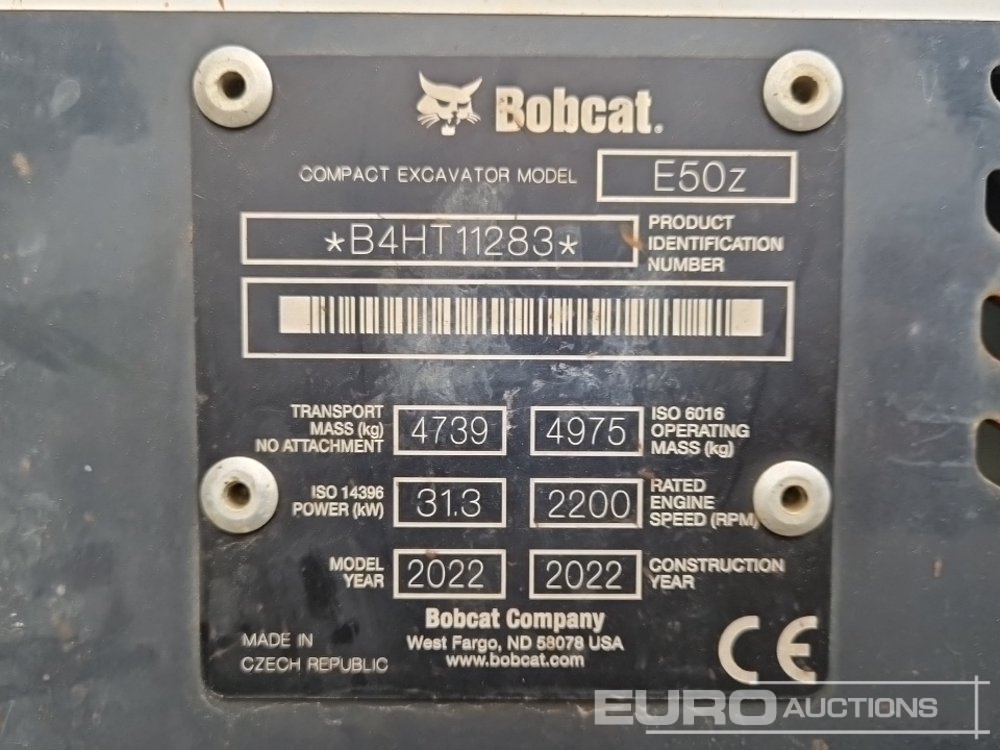 Bobcat.
COMPACT EXCAVATOR MODEL E50z
*B4HT11283* PRODUCT IDENTIFICATION NUMBER
TRANSPORT MASS (kg) NO ATTACHMENT 4739
4975 ISO 6016 OPERATING MASS (kg)
ISO 14396 POWER (kW) 31.3
2200 RATED ENGINE SPEED (RPM)
MODEL YEAR 2022
2022 CONSTRUCTION YEAR
Bobcat Company
West Fargo, ND 58078 USA
www.bobcat.com
MADE IN
CZECH REPUBLIC
CE
EURO AUCTIONS